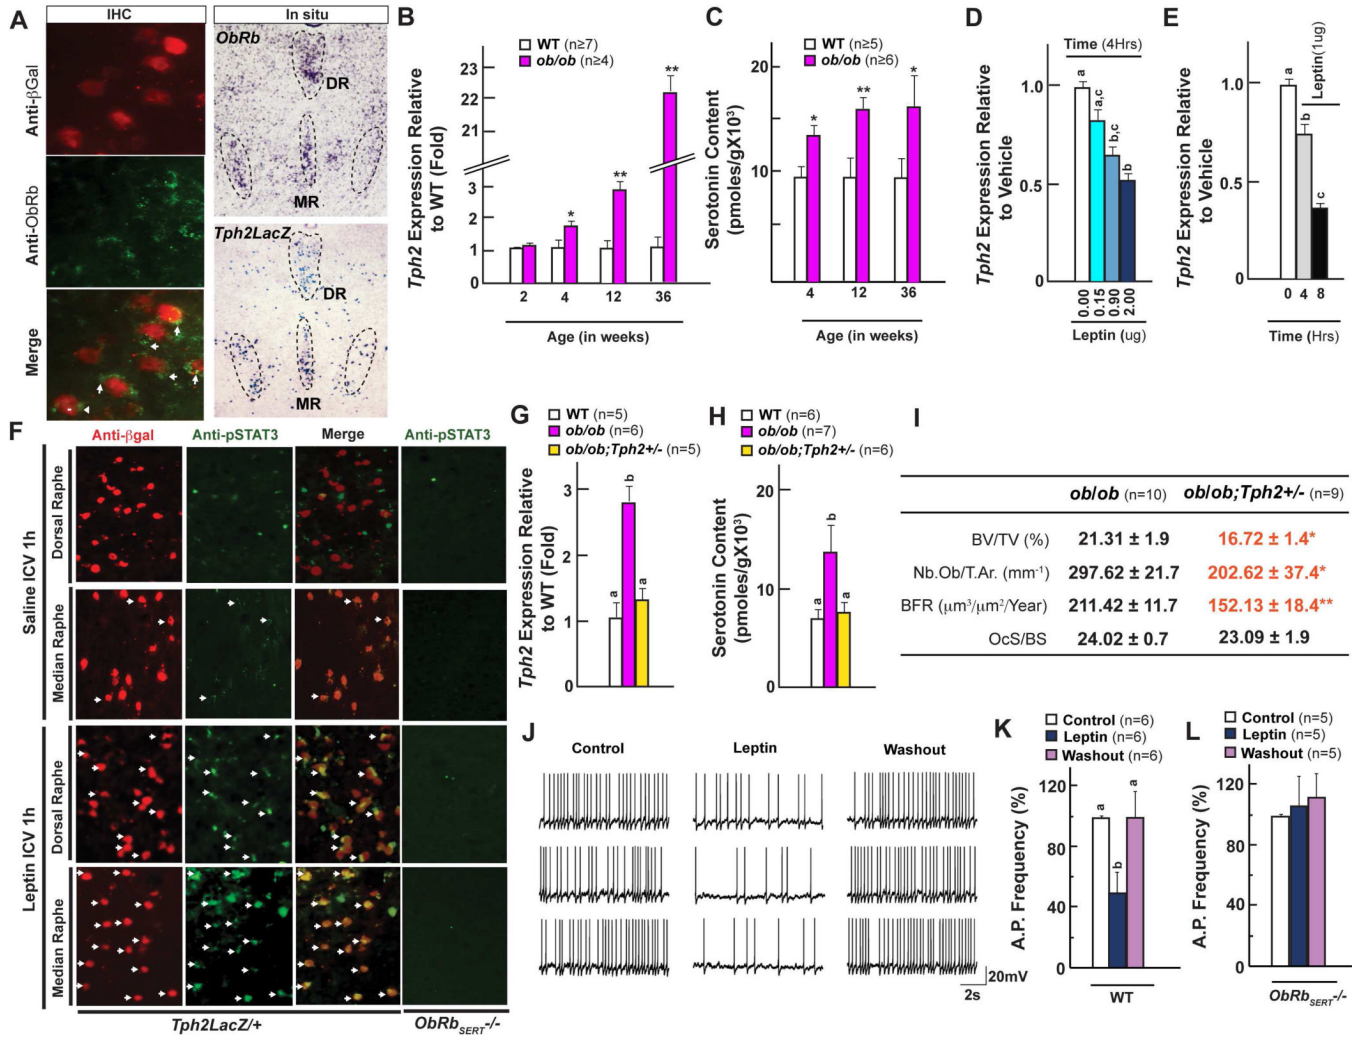 A
IHC
In situ
Anti-βGal
Anti-ObRb
Merge
ObRb
DR
MR
Tph2LacZ
DR
MR
B
WT (n≥7)
ob/ob (n≥4)
Tph2 Expression Relative
to WT (Fold)
23
22
21
3
2
1
0
*
**
**
2 4 12 36
Age (in weeks)
C
WT (n≥5)
ob/ob (n≥6)
Serotonin Content
(pmoles/gX10³)
20
10
0
*
**
*
4 12 36
Age (in weeks)
D
Time (4Hrs)
Tph2 Expression Relative
to Vehicle
1.0
0.5
0
a
a,c
b,c
b
0.00
0.15
0.90
2.00
Leptin (ug)
E
Leptin(1ug)
Tph2 Expression Relative
to Vehicle
1.0
0.5
0
a
b
c
0 4 8
Time (Hrs)
F
Anti-βgal
Anti-pSTAT3
Merge
Anti-pSTAT3
Saline ICV 1h
Dorsal Raphe
Median Raphe
Leptin ICV 1h
Dorsal Raphe
Median Raphe
Tph2LacZ/+
ObRbSERT-/-
G
WT (n=5)
ob/ob (n=6)
ob/ob;Tph2+/- (n=5)
Tph2 Expression Relative
to WT (Fold)
3
2
1
0
a
b
a
H
WT (n=6)
ob/ob (n=7)
ob/ob;Tph2+/- (n=6)
Serotonin Content
(pmoles/gX10³)
20
10
0
a
b
a
I
ob/ob (n=10) ob/ob;Tph2+/- (n=9)
BV/TV (%) 21.31 ± 1.9 16.72 ± 1.4*
Nb.Ob/T.Ar. (mm⁻¹) 297.62 ± 21.7 202.62 ± 37.4*
BFR (μm³/μm²/Year) 211.42 ± 11.7 152.13 ± 18.4**
OcS/BS 24.02 ± 0.7 23.09 ± 1.9
J
Control
Leptin
Washout
20mV
2s
K
Control (n=6)
Leptin (n=6)
Washout (n=6)
A.P. Frequency (%)
120
80
40
0
a
b
a
WT
L
Control (n=5)
Leptin (n=5)
Washout (n=5)
A.P. Frequency (%)
120
80
40
0
ObRbSERT-/-